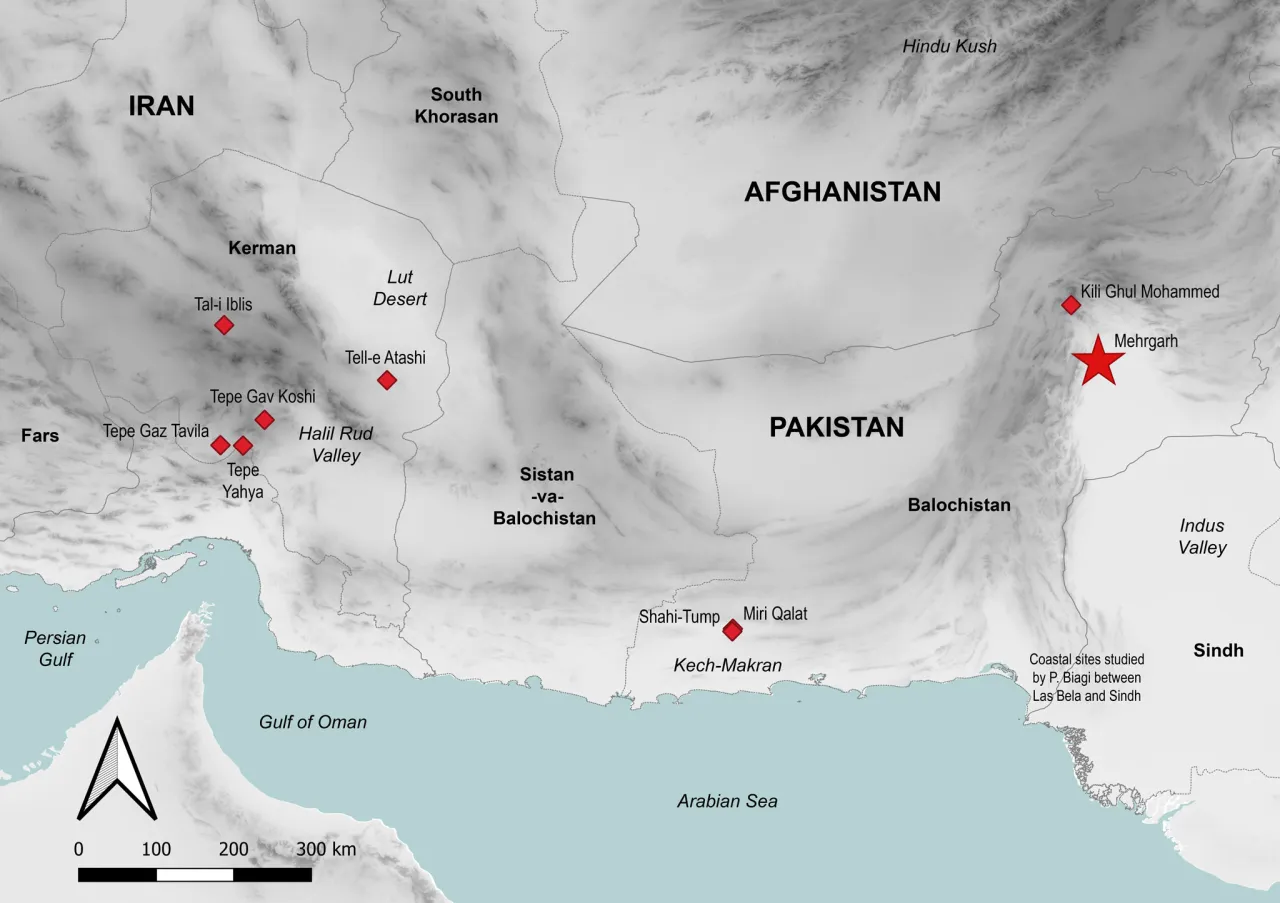 Hindu Kush
IRAN
South
Khorasan
AFGHANISTAN
Kerman
Lut
Desert
Kili Ghul Mohammed
Tal-i Iblis
Mehrgarh
Tell-e Atashi
Tepe Gav Koshi
PAKISTAN
Fars
Tepe Gaz Tavila
Halil Rud
Valley
Tepe
Yahya
Sistan
-va-
Balochistan
Balochistan
Indus
Valley
Shahi-Tump
Miri Qalat
Persian
Gulf
Kech-Makran
Coastal sites studied
by P. Biagi between
Las Bela and Sindh
Sindh
Gulf of Oman
Arabian Sea
0 100 200 300 km